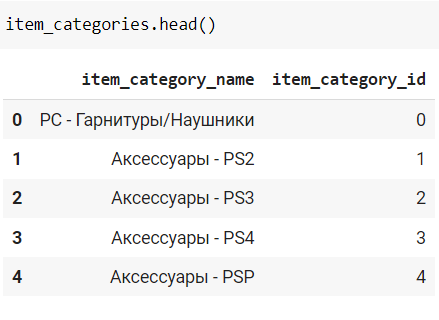 item_categories.head()
item_category_name item_category_id
0 PC - Гарнитуры/Наушники 0
1 Аксессуары - PS2 1
2 Аксессуары - PS3 2
3 Аксессуары - PS4 3
4 Аксессуары - PSP 4